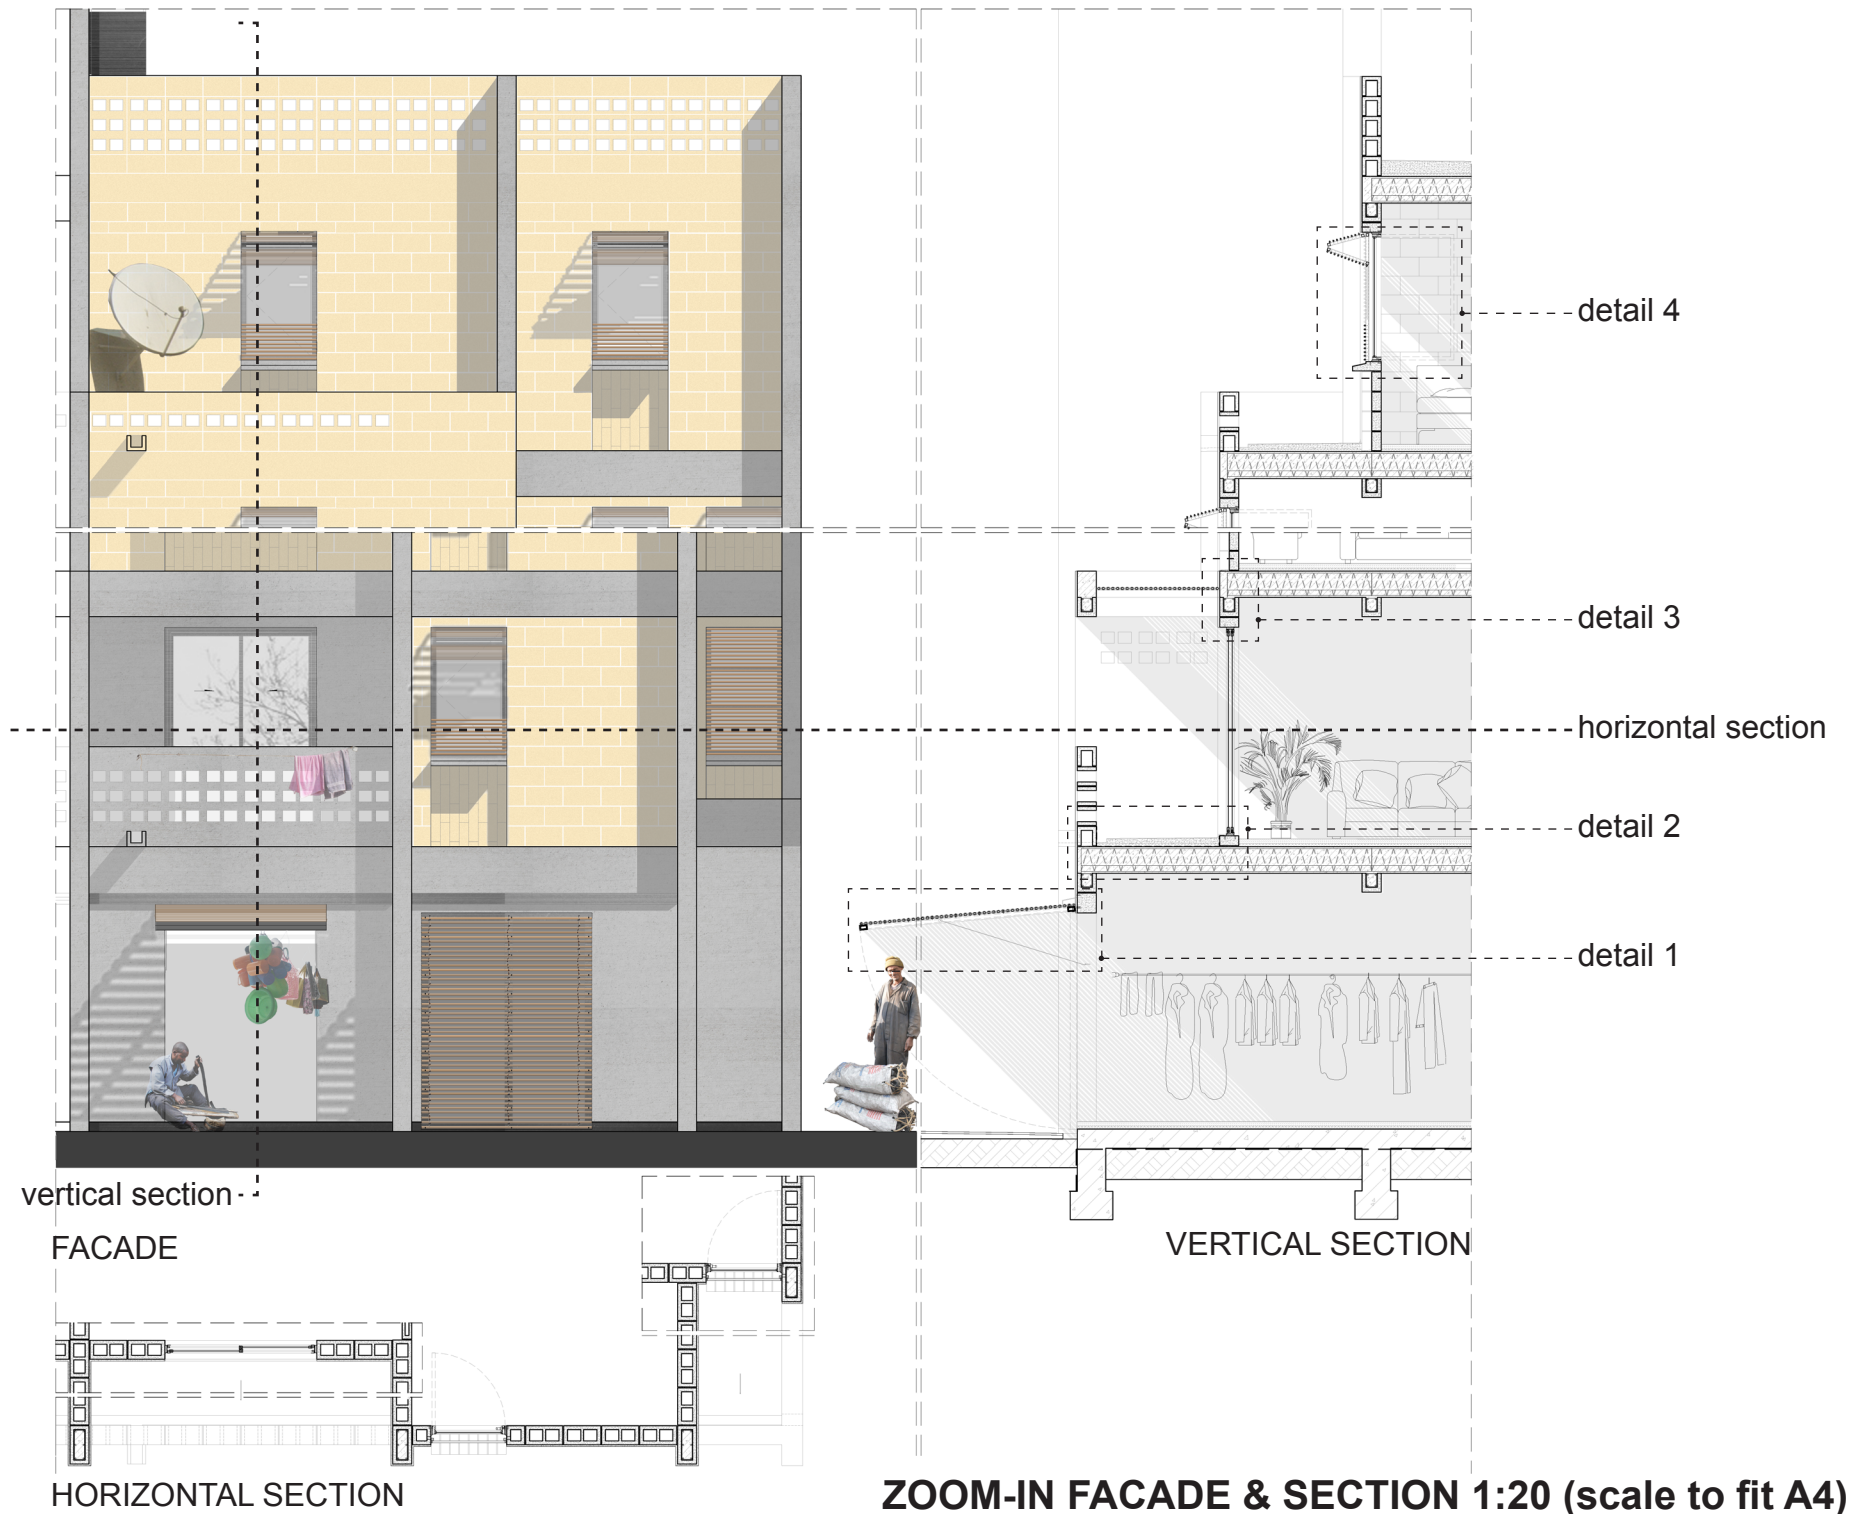 detail 4
detail 3
horizontal section
detail 2
detail 1
vertical section
FACADE
VERTICAL SECTION
HORIZONTAL SECTION
ZOOM-IN FACADE & SECTION 1:20 (scale to fit A4)